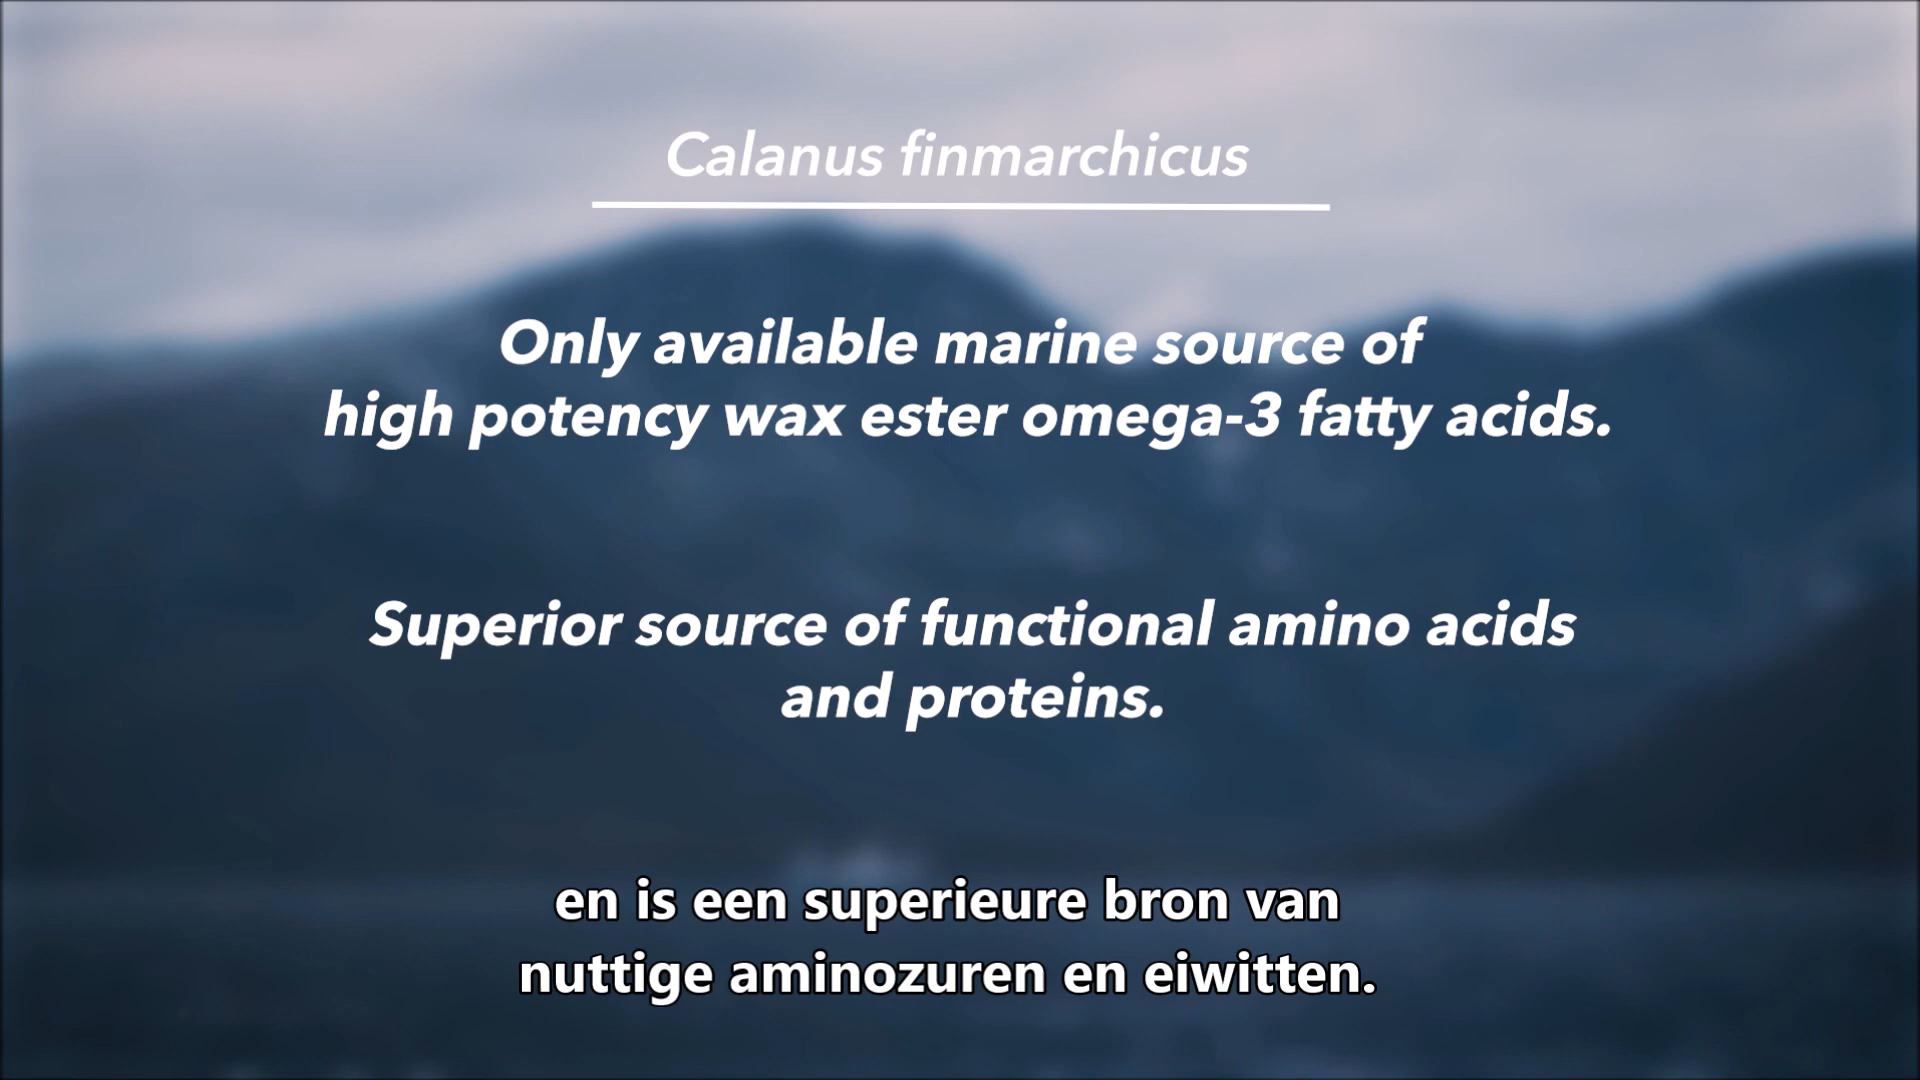 Calanus finmarchicus
Only available marine source of
high potency wax ester omega-3 fatty acids.
Superior source of functional amino acids
and proteins.
en is een superieure bron van
nuttige aminozuren en eiwitten.